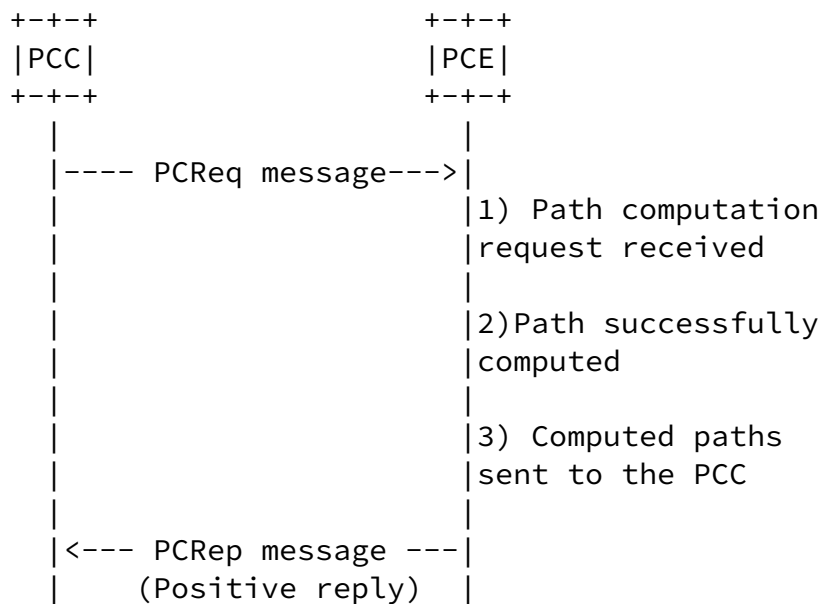 +-+-+                  +-+-+
|PCC|                  |PCE|
+-+-+                  +-+-+
  |                      |
  |---- PCReq message--->|
  |                      |1) Path computation
  |                      |request received
  |                      |
  |                      |2)Path successfully
  |                      |computed
  |                      |
  |                      |3) Computed paths
  |                      |sent to the PCC
  |                      |
  |<--- PCRep message ---|
  |    (Positive reply)  |